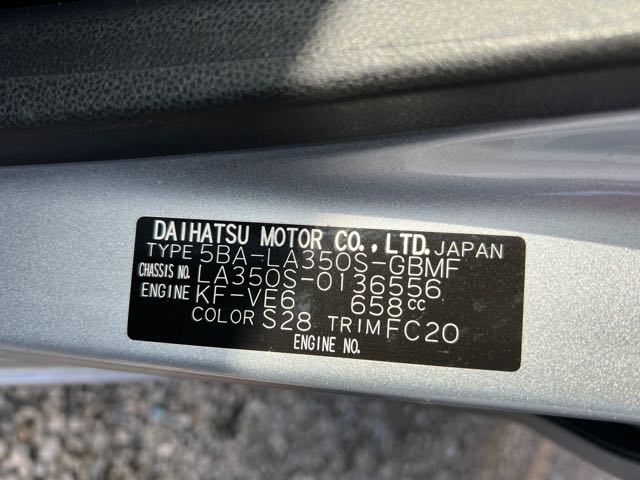 DAIHATSU MOTOR CO., LTD. JAPAN
TYPE 5BA-LA350S-GBMF
CHASSIS NO. LA350S-0136556
ENGINE KF-VE6 658cc
COLOR S28 TRIM FC20
ENGINE NO.